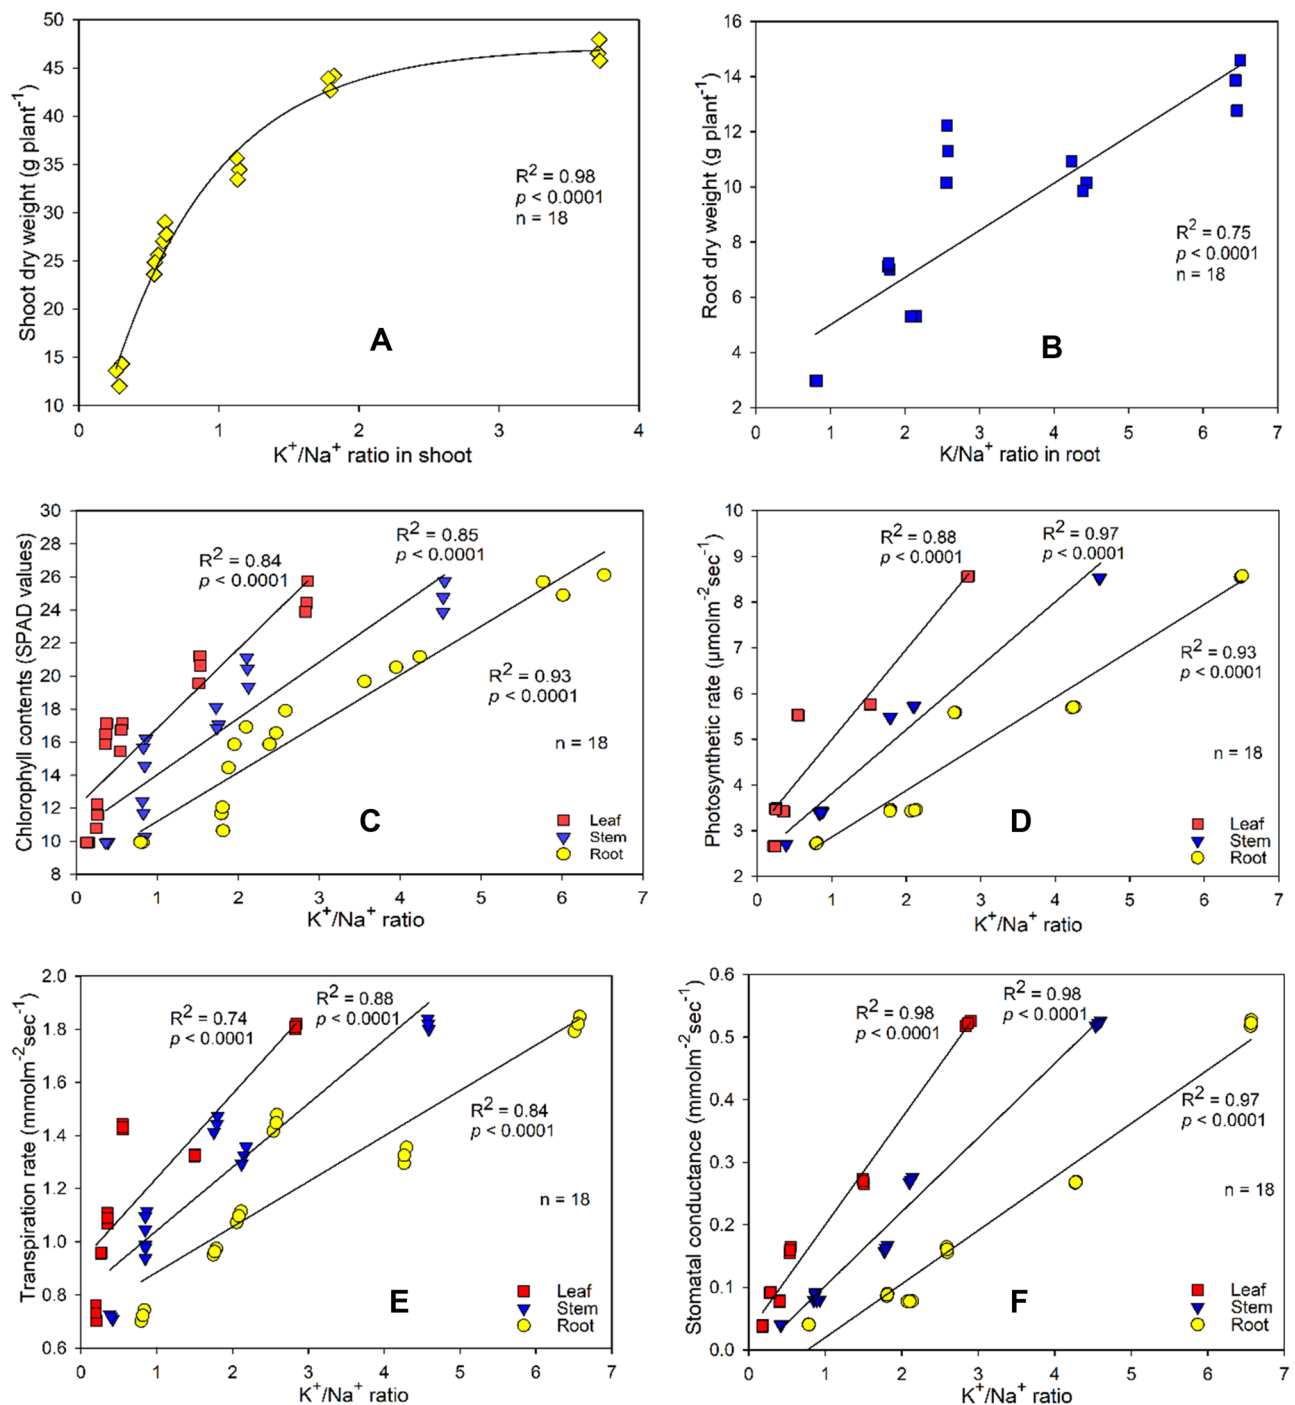 50
45
40
35
30
25
20
15
10
Shoot dry weight (g plant⁻¹)
R² = 0.98
p < 0.0001
n = 18
A
0 1 2 3 4
K⁺/Na⁺ ratio in shoot
16
14
12
10
8
6
4
2
Root dry weight (g plant⁻¹)
R² = 0.75
p < 0.0001
n = 18
B
0 1 2 3 4 5 6 7
K/Na⁺ ratio in root
30
28
26
24
22
20
18
16
14
12
10
8
Chlorophyll contents (SPAD values)
R² = 0.84
p < 0.0001
R² = 0.85
p < 0.0001
R² = 0.93
p < 0.0001
n = 18
C
Leaf
Stem
Root
0 1 2 3 4 5 6 7
K⁺/Na⁺ ratio
10
9
8
7
6
5
4
3
2
Photosynthetic rate (µmolm⁻²sec⁻¹)
R² = 0.88
p < 0.0001
R² = 0.97
p < 0.0001
R² = 0.93
p < 0.0001
n = 18
D
Leaf
Stem
Root
0 1 2 3 4 5 6 7
K⁺/Na⁺ ratio
2.0
1.8
1.6
1.4
1.2
1.0
0.8
0.6
Transpiration rate (mmolm⁻²sec⁻¹)
R² = 0.74
p < 0.0001
R² = 0.88
p < 0.0001
R² = 0.84
p < 0.0001
n = 18
E
Leaf
Stem
Root
0 1 2 3 4 5 6 7
K⁺/Na⁺ ratio
0.6
0.5
0.4
0.3
0.2
0.1
0.0
Stomatal conductance (mmolm⁻²sec⁻¹)
R² = 0.98
p < 0.0001
R² = 0.98
p < 0.0001
R² = 0.97
p < 0.0001
n = 18
F
Leaf
Stem
Root
1 2 3 4 5 6 7
K⁺/Na⁺ ratio